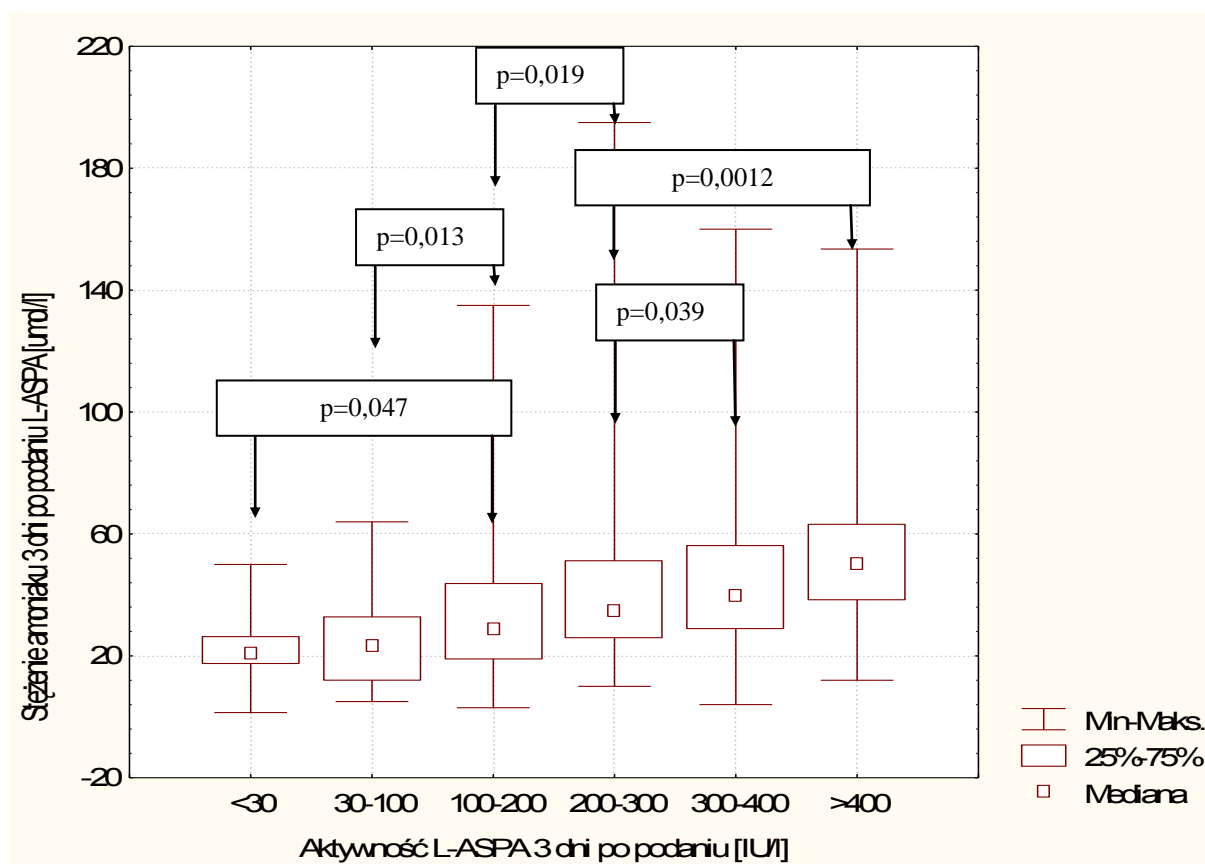 220
180
140
100
60
20
-20
p=0,019
p=0,0012
p=0,013
p=0,039
p=0,047
Stężenie amoniaku 3 dni po podaniu L-ASPA [umol/l]
<30 30-100 100-200 200-300 300-400 >400
Aktywność L-ASPA 3 dni po podaniu [IU/l]
Min-Maks.
25%-75%
Mediana